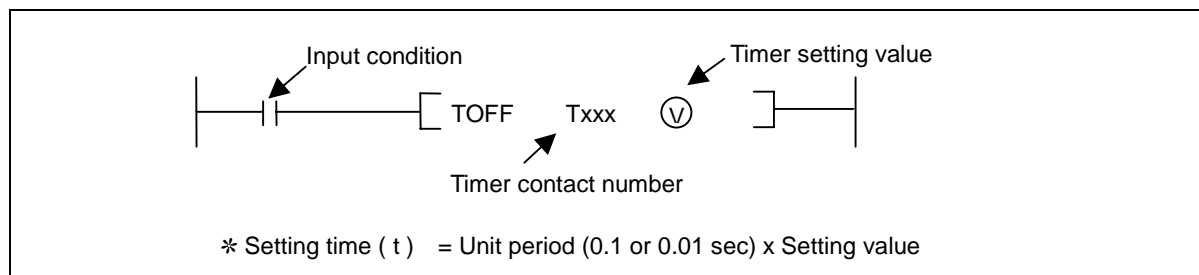 Input condition
Timer setting value
TOFF Txxx V
Timer contact number
* Setting time ( t ) = Unit period (0.1 or 0.01 sec) x Setting value